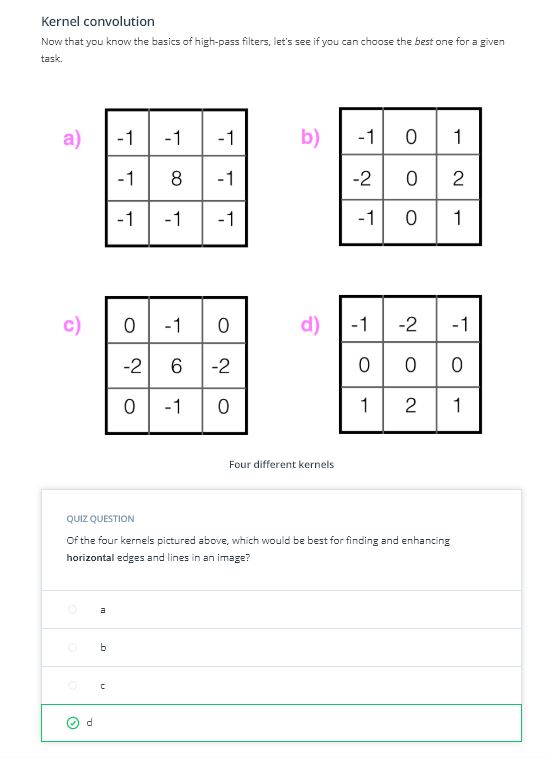 Kernel convolution
Now that you know the basics of high-pass filters, let's see if you can choose the best one for a given
task.
a)
-1 -1 -1
-1 8 -1
-1 -1 -1
b)
-1 0 1
-2 0 2
-1 0 1
c)
0 -1 0
-2 6 -2
0 -1 0
d)
-1 -2 -1
0 0 0
1 2 1
Four different kernels
QUIZ QUESTION
Of the four kernels pictured above, which would be best for finding and enhancing
horizontal edges and lines in an image?
a
b
c
d